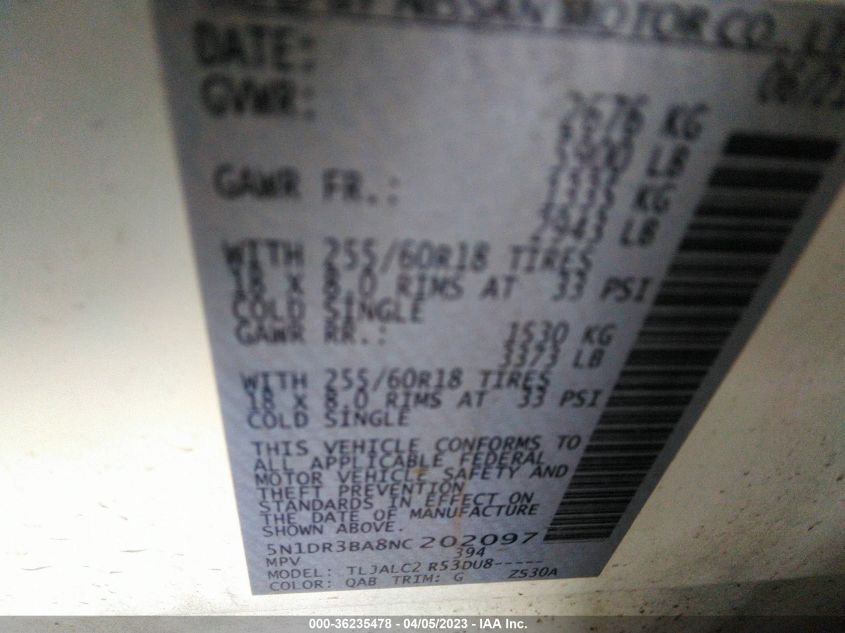 BY NISSAN MOTOR CO., LT
DATE: 06/21
GVWR: 2676 KG
5900 LB
GAWR FR.: 1335 KG
2943 LB
WITH 255/60R18 TIRES
18 X 8.0 RIMS AT 33 PSI
COLD SINGLE
GAWR RR.: 1530 KG
3373 LB
WITH 255/60R18 TIRES
18 X 8.0 RIMS AT 33 PSI
COLD SINGLE
THIS VEHICLE CONFORMS TO
ALL APPLICABLE FEDERAL
MOTOR VEHICLE SAFETY AND
THEFT PREVENTION
STANDARDS IN EFFECT ON
THE DATE OF MANUFACTURE
SHOWN ABOVE.
5N1DR3BA8NC202097
MPV 394
MODEL: TLJALC2 R53DU8-----
COLOR: QAB TRIM: G ZS30A
000-36235478 - 04/05/2023 - IAA Inc.